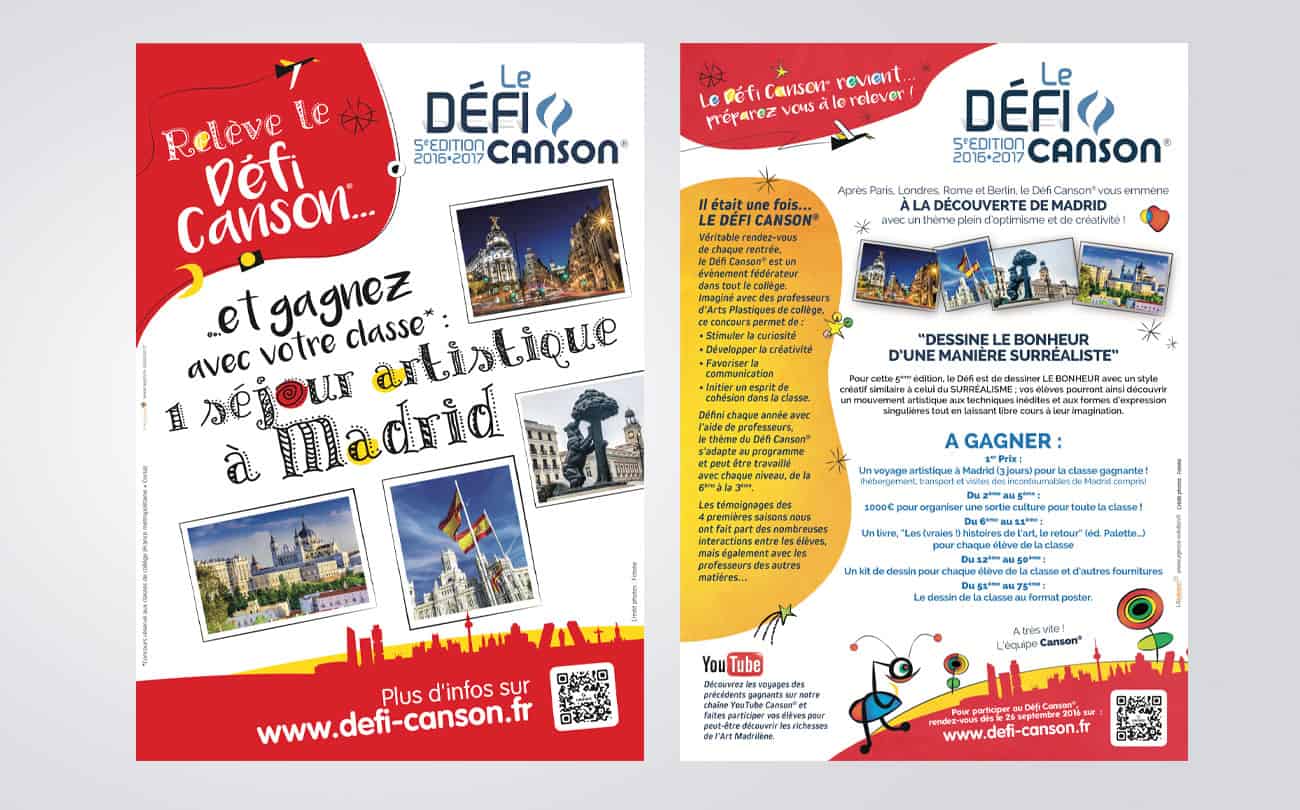 Relève le
Défi
Canson®...
Le
DÉFI
5e EDITION
2016•2017
CANSON®
...et gagnez
avec votre classe* :
1 séjour artistique
à Madrid
*Concours réservé aux classes de collège (France métropolitaine + Corse)
Crédit photos : Fotolia
Plus d'infos sur
www.defi-canson.fr
Le Défi Canson® revient...
préparez vous à le relever !
Le
DÉFI
5e EDITION
2016•2017
CANSON®
Il était une fois...
LE DÉFI CANSON®
Véritable rendez-vous
de chaque rentrée,
le Défi Canson® est un
évènement fédérateur
dans tout le collège.
Imaginé avec des professeurs
d'Arts Plastiques de collège,
ce concours permet de :
• Stimuler la curiosité
• Développer la créativité
• Favoriser la
communication
• Initier un esprit de
cohésion dans la classe.
Défini chaque année avec
l'aide de professeurs,
le thème du Défi Canson®
s'adapte au programme
et peut être travaillé
avec chaque niveau, de la
6ème à la 3ème.
Les témoignages des
4 premières saisons nous
ont fait part des nombreuses
interactions entre les élèves,
mais également avec les
professeurs des autres
matières...
YouTube
Découvrez les voyages des
précédents gagnants sur notre
chaîne YouTube Canson® et
faites participer vos élèves pour
peut-être découvrir les richesses
de l'Art Madrilène.
Après Paris, Londres, Rome et Berlin, le Défi Canson® vous emmène
À LA DÉCOUVERTE DE MADRID
avec un thème plein d'optimisme et de créativité !
“DESSINE LE BONHEUR
D'UNE MANIÈRE SURRÉALISTE”
Pour cette 5ème édition, le Défi est de dessiner LE BONHEUR avec un style
créatif similaire à celui du SURRÉALISME ; vos élèves pourront ainsi découvrir
un mouvement artistique aux techniques inédites et aux formes d'expression
singulières tout en laissant libre cours à leur imagination.
A GAGNER :
1er Prix :
Un voyage artistique à Madrid (3 jours) pour la classe gagnante !
(hébergement, transport et visites des incontournables de Madrid compris)
Du 2ème au 5ème :
1000€ pour organiser une sortie culture pour toute la classe !
Du 6ème au 11ème :
Un livre, "Les (vraies !) histoires de l'art, le retour" (éd. Palette...)
pour chaque élève de la classe
Du 12ème au 50ème :
Un kit de dessin pour chaque élève de la classe et d'autres fournitures
Du 51ème au 75ème :
Le dessin de la classe au format poster.
A très vite !
L'équipe Canson®
Crédit photos : Fotolia
Pour participer au Défi Canson®,
rendez-vous dès le 26 septembre 2016 sur :
www.defi-canson.fr